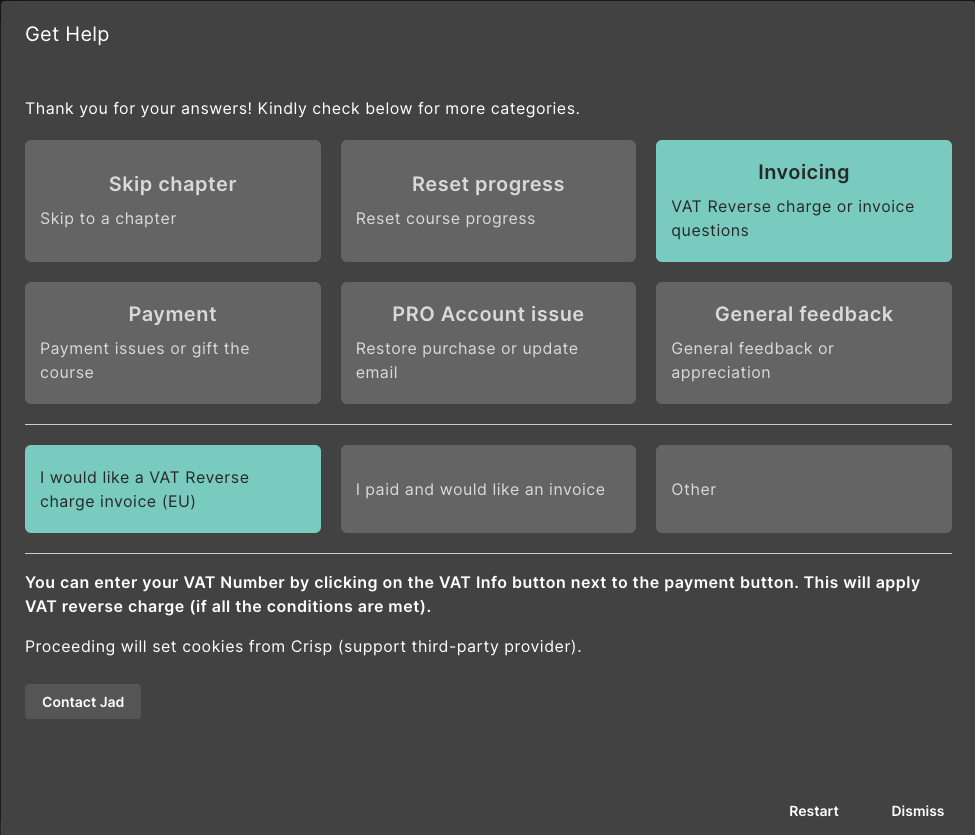 Get Help
Thank you for your answers! Kindly check below for more categories.
Skip chapter
Skip to a chapter
Reset progress
Reset course progress
Invoicing
VAT Reverse charge or invoice
questions
Payment
Payment issues or gift the
course
PRO Account issue
Restore purchase or update
email
General feedback
General feedback or
appreciation
I would like a VAT Reverse
charge invoice (EU)
I paid and would like an invoice
Other
You can enter your VAT Number by clicking on the VAT Info button next to the payment button. This will apply
VAT reverse charge (if all the conditions are met).
Proceeding will set cookies from Crisp (support third-party provider).
Contact Jad
Restart
Dismiss